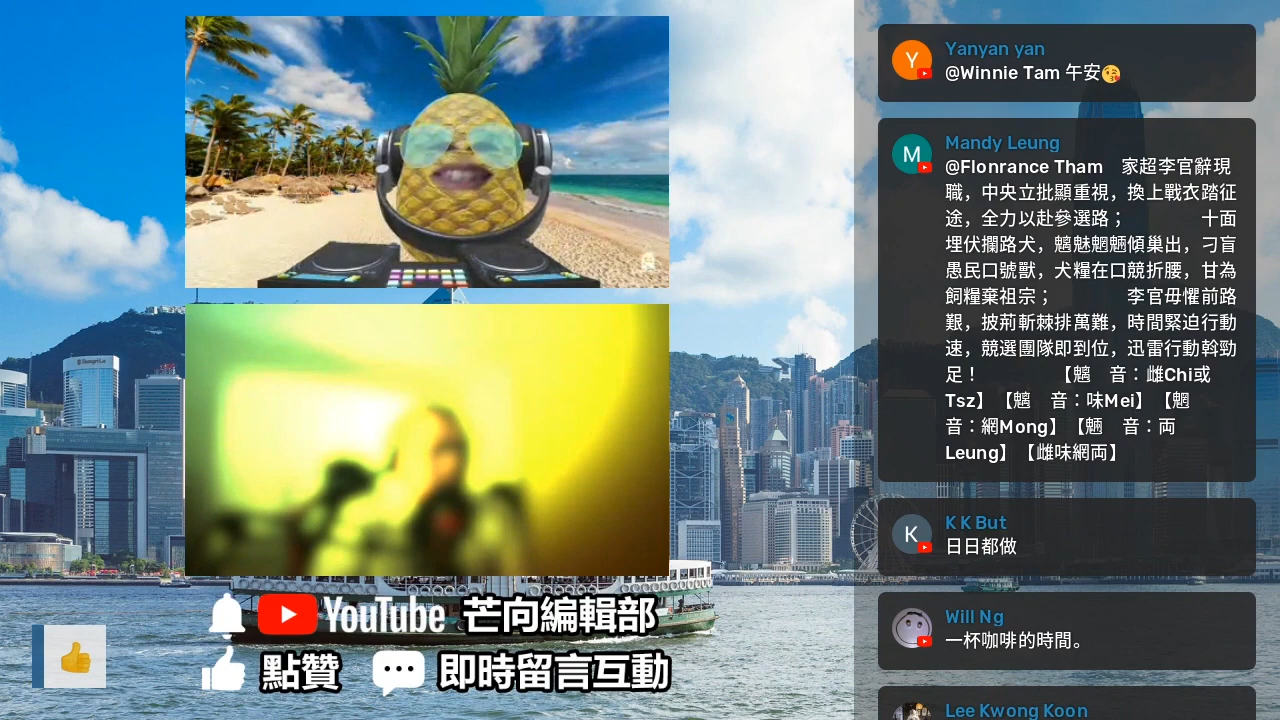 Yanyan yan
@Winnie Tam 午安😘
Mandy Leung
@Flonrance Tham　家超李官辭現
職，中央立批顯重視，換上戰衣踏征
途，全力以赴參選路；　　　　十面
埋伏攔路犬，魑魅魍魎傾巢出，刁盲
愚民口號獸，犬糧在口競折腰，甘為
飼糧棄祖宗；　　　　李官毋懼前路
艱，披荊斬棘排萬難，時間緊迫行動
速，競選團隊即到位，迅雷行動斡勁
足！　　　　【魑　音：雌Chi或
Tsz】【魑　音：味Mei】【魍
音：網Mong】【魎　音：両
Leung】【雌味網両】
K K But
日日都做
Will Ng
一杯咖啡的時間。
Lee Kwong Koon
YouTube 芒向編輯部
點贊 即時留言互動
Y
M
K
Shangri-La